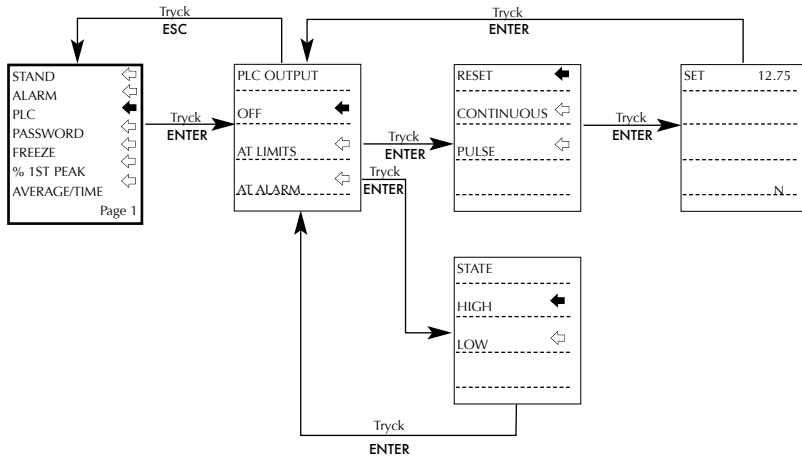 Tryck
ESC
Tryck
ENTER
STAND
ALARM
PLC
PASSWORD
FREEZE
% 1ST PEAK
AVERAGE/TIME
Page 1
Tryck
ENTER
PLC OUTPUT
OFF
AT LIMITS
AT ALARM
Tryck
ENTER
Tryck
ENTER
RESET
CONTINUOUS
PULSE
Tryck
ENTER
SET 12.75
N
STATE
HIGH
LOW
Tryck
ENTER